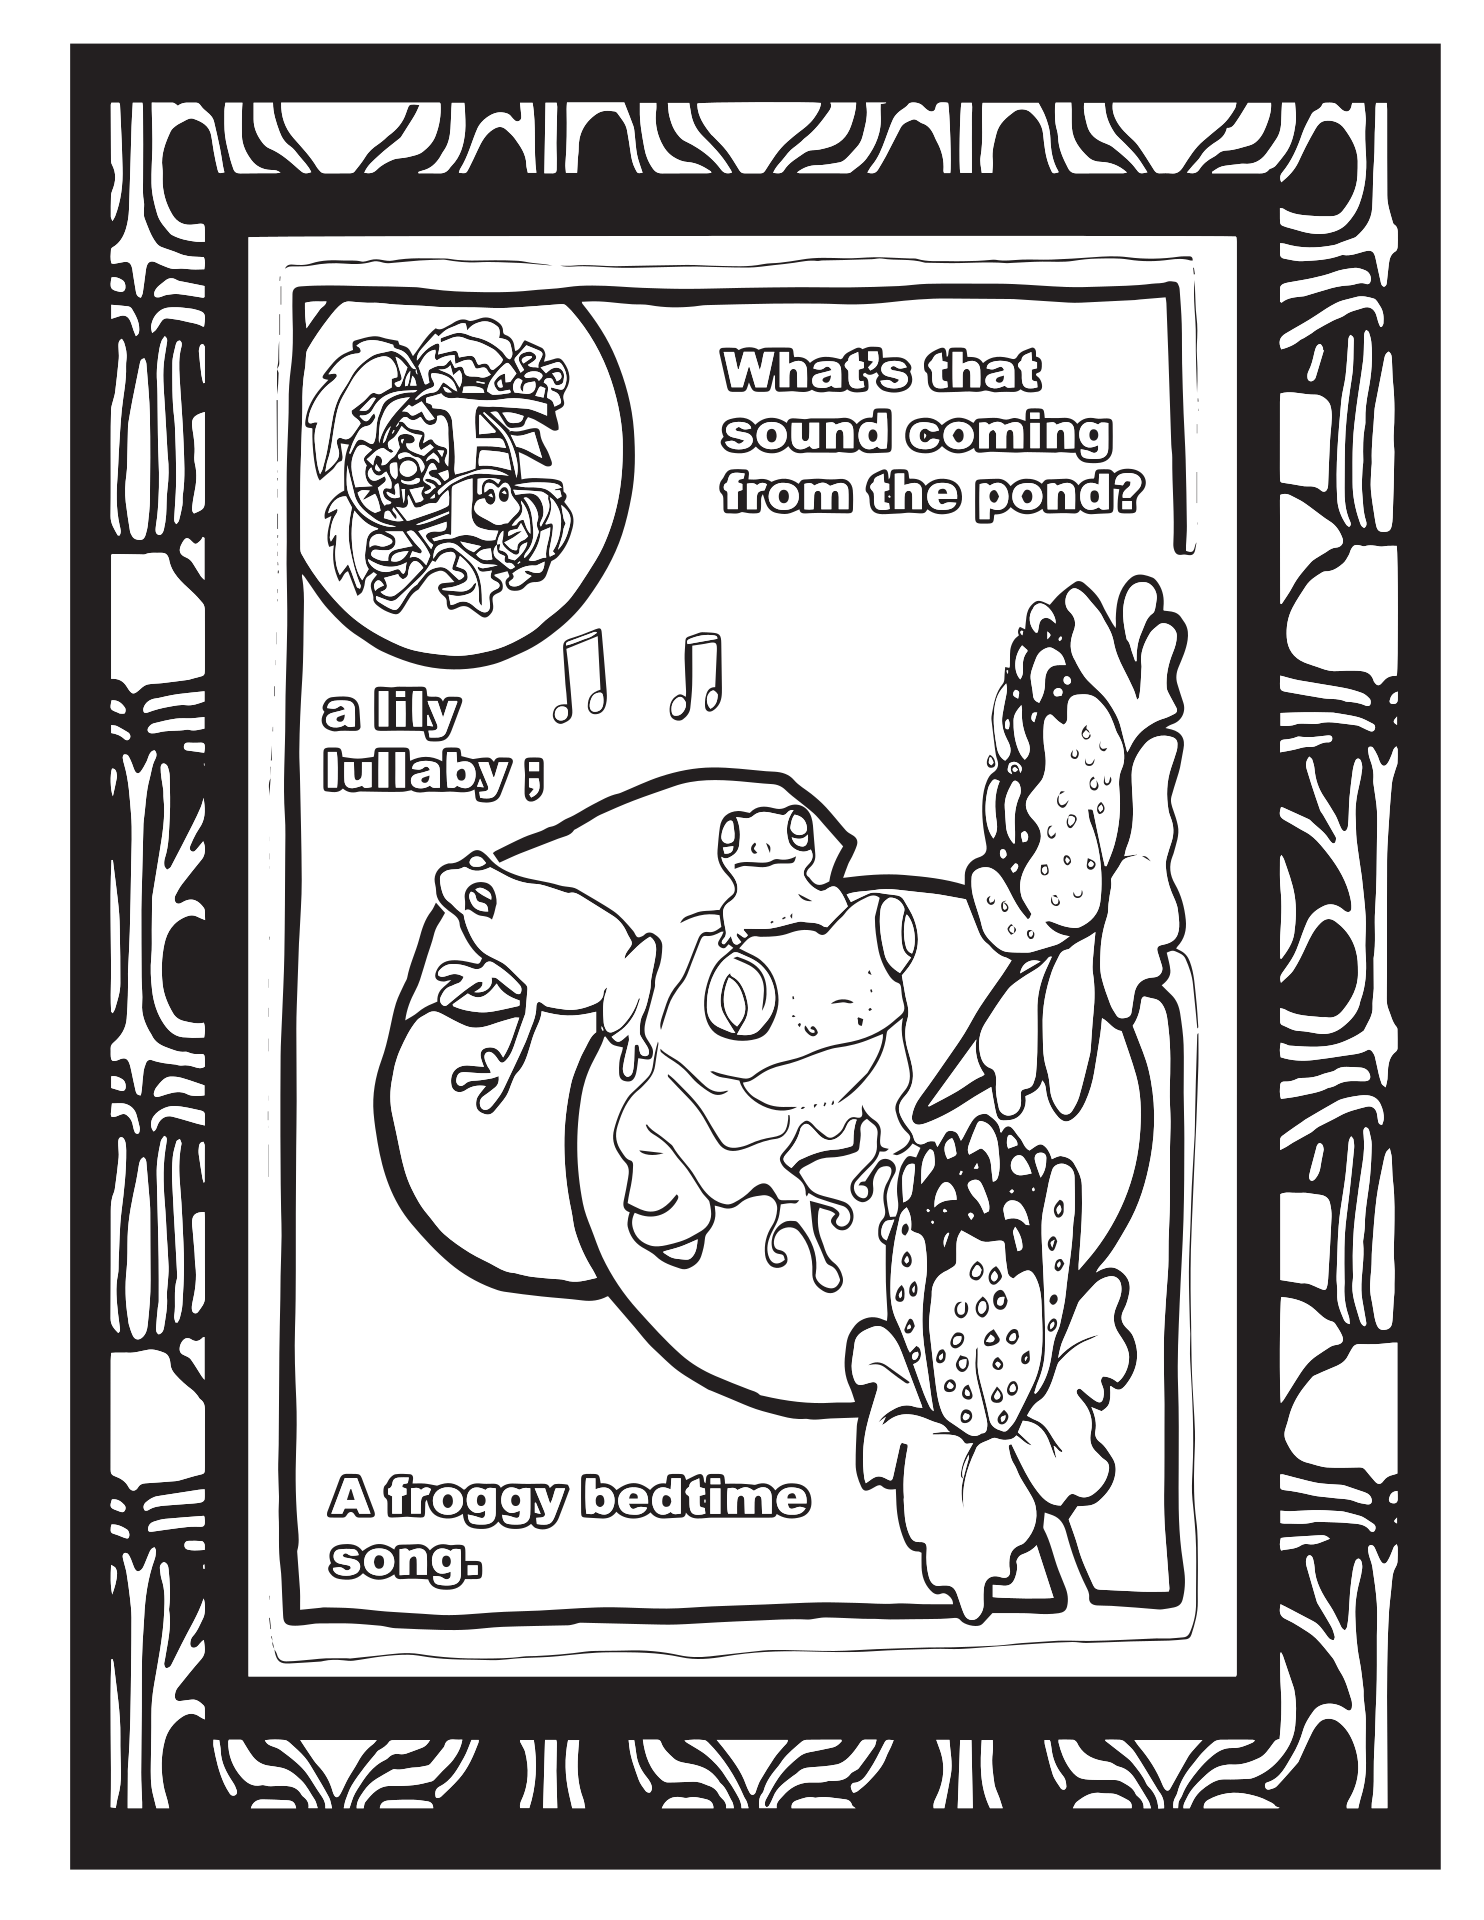 What's that
sound coming
from the pond?
F
a lily
lullaby ;
A froggy bedtime
song.